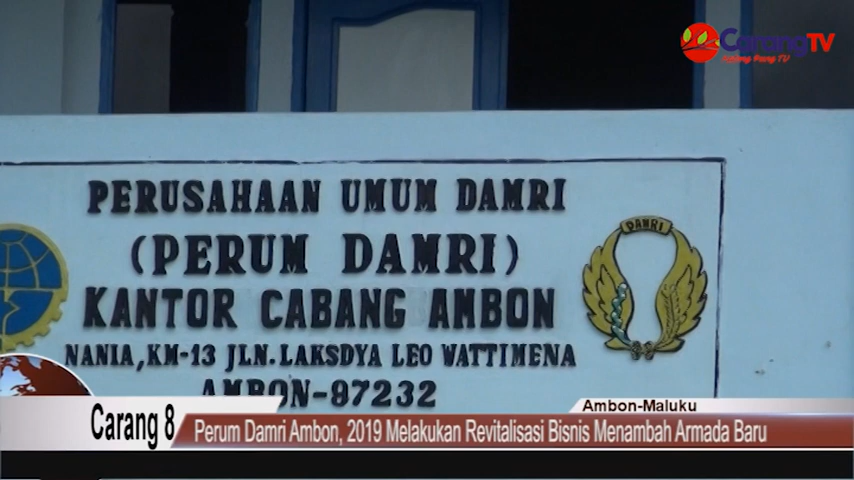 CarangTV
PERUSAHAAN UMUM DAMRI
(PERUM DAMRI)
KANTOR CABANG AMBON
NANIA,KM-13 JLN.LAKSDYA LEO WATTIMENA
AMBON-97232
DAMRI
Ambon-Maluku
Carang 8
Perum Damri Ambon, 2019 Melakukan Revitalisasi Bisnis Menambah Armada Baru